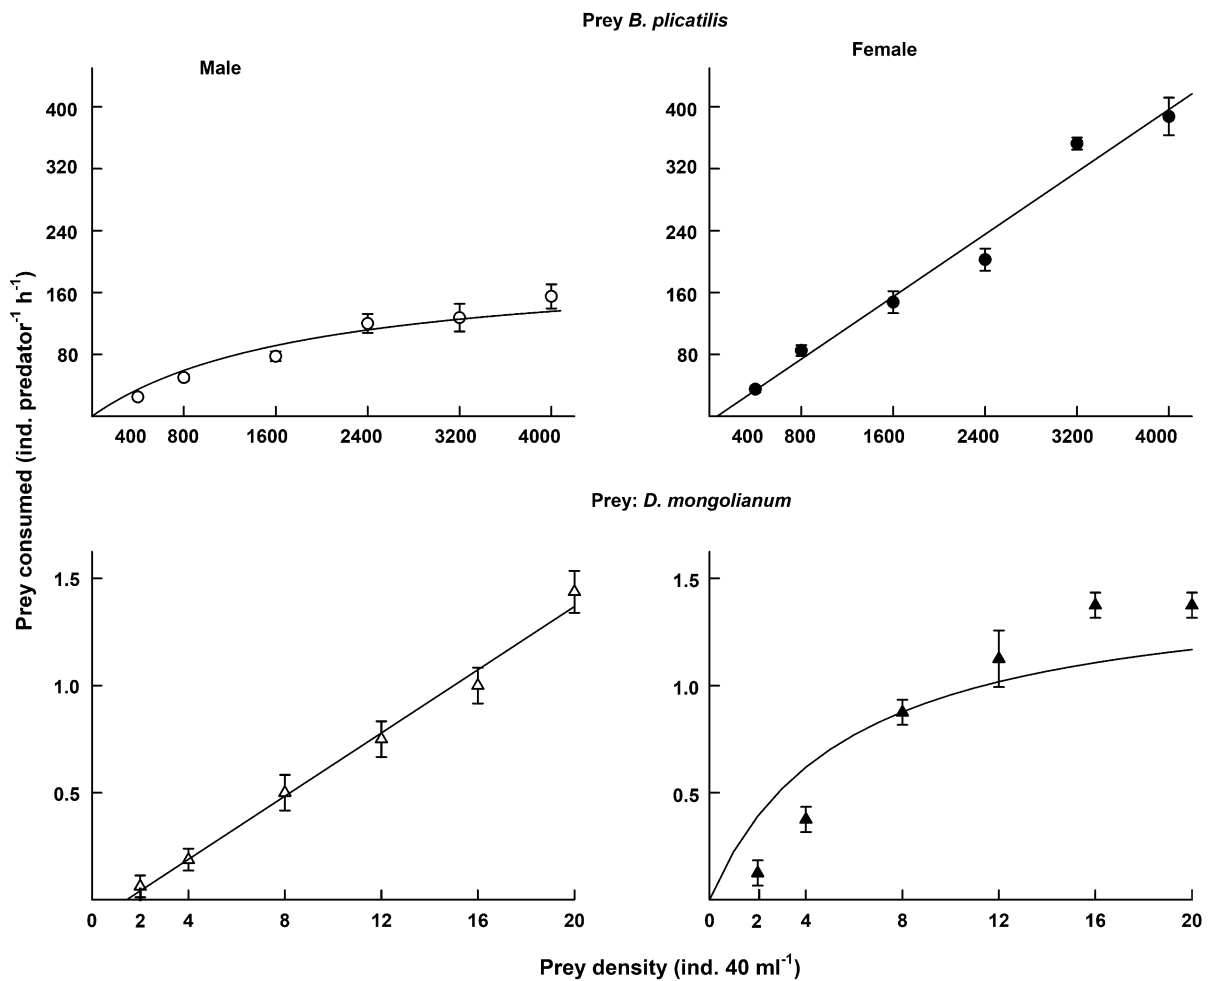 Prey B. plicatilis
Male
Female
400
320
240
160
80
400 800 1600 2400 3200 4000
400
320
240
160
80
400 800 1600 2400 3200 4000
Prey consumed (ind. predator⁻¹ h⁻¹)
Prey: D. mongolianum
1.5
1.0
0.5
0 2 4 8 12 16 20
1.5
1.0
0.5
0 2 4 8 12 16 20
Prey density (ind. 40 ml⁻¹)